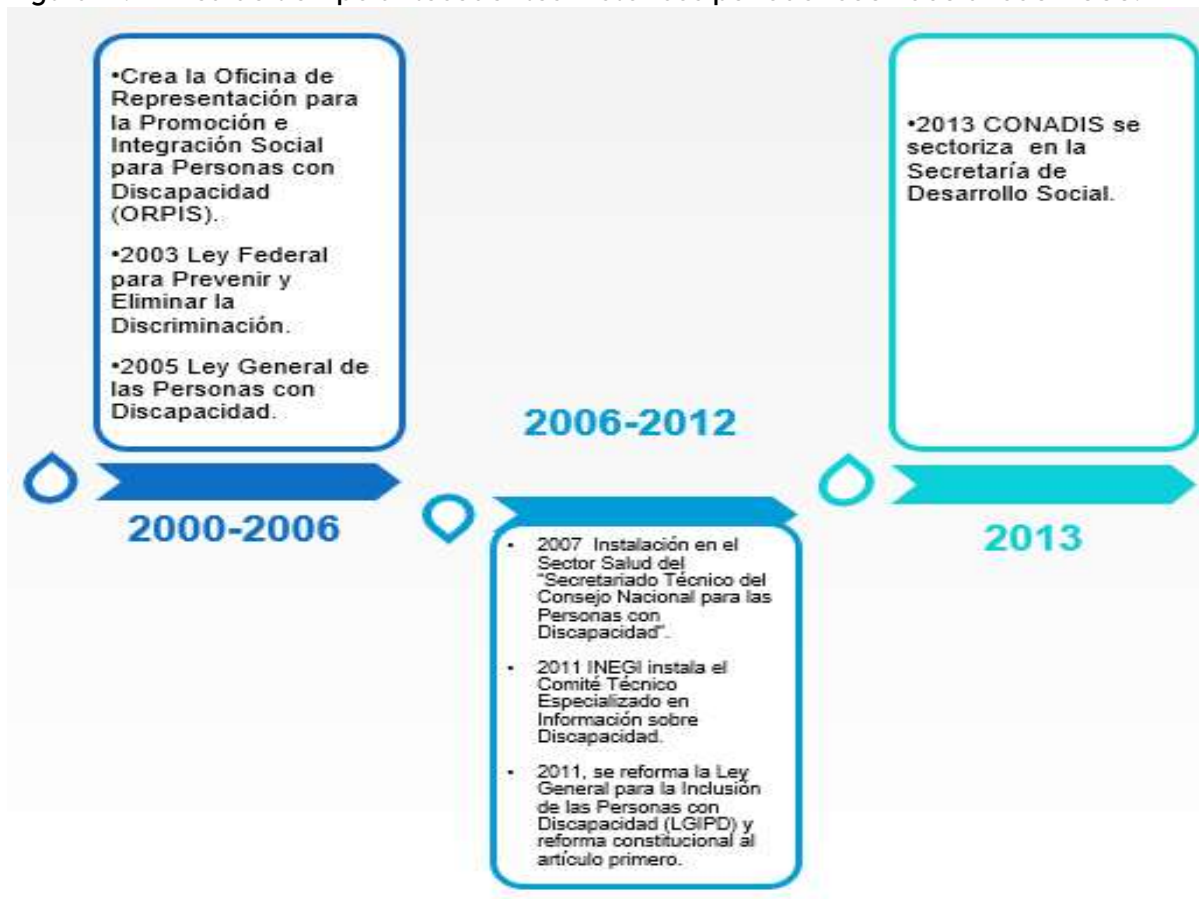 •Crea la Oficina de
Representación para
la Promoción e
Integración Social
para Personas con
Discapacidad
(ORPIS).
•2003 Ley Federal
para Prevenir y
Eliminar la
Discriminación.
•2005 Ley General de
las Personas con
Discapacidad.
2000-2006
2006-2012
• 2007 Instalación en el
Sector Salud del
"Secretariado Técnico del
Consejo Nacional para las
Personas con
Discapacidad".
• 2011 INEGI instala el
Comité Técnico
Especializado en
Información sobre
Discapacidad.
• 2011, se reforma la Ley
General para la Inclusión
de las Personas con
Discapacidad (LGIPD) y
reforma constitucional al
artículo primero.
•2013 CONADIS se
sectoriza en la
Secretaría de
Desarrollo Social.
2013